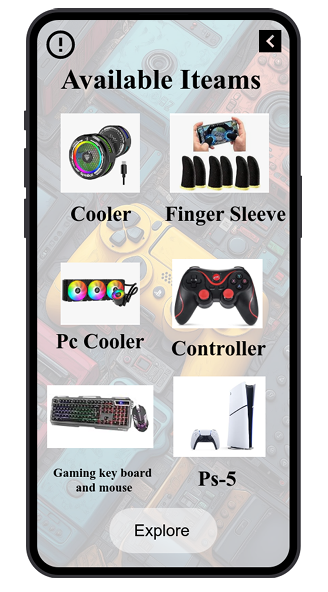 Available Iteams
Cooler
Finger Sleeve
Pc Cooler
Controller
Gaming key board
and mouse
Ps-5
Explore